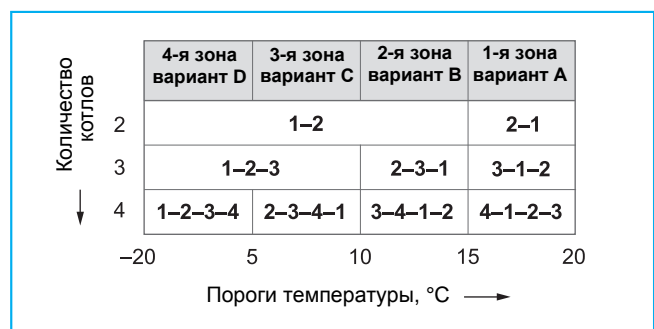 4-я зона 3-я зона 2-я зона 1-я зона
вариант D вариант C вариант B вариант A
Количество
котлов
2 1–2 2–1
3 1–2–3 2–3–1 3–1–2
4 1–2–3–4 2–3–4–1 3–4–1–2 4–1–2–3
–20 5 10 15 20
Пороги температуры, °C